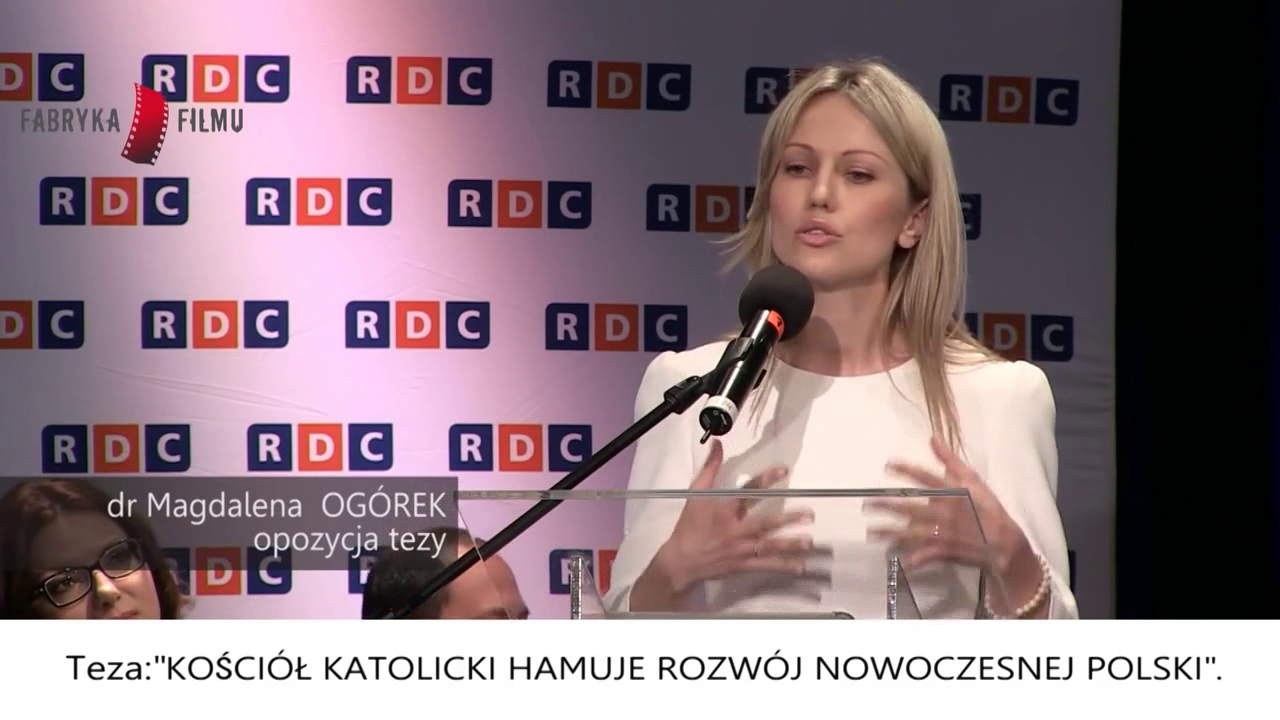 RDC RDC RDC RDC RDC RDC
FABRYKA FILMU
RDC RDC RDC RDC
RDC RDC RDC RDC RDC
RDC RDC RDC
dr Magdalena OGÓREK
opozycja tezy
RDC
Teza:"KOŚCIÓŁ KATOLICKI HAMUJE ROZWÓJ NOWOCZESNEJ POLSKI".